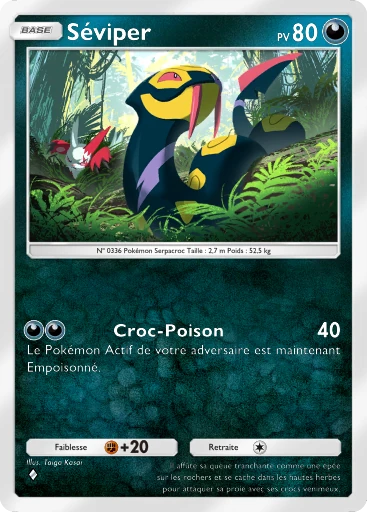 BASE
Séviper
PV 80
N° 0336 Pokémon Serpacroc Taille : 2.7 m Poids : 52.5 kg
Croc-Poison 40
Le Pokémon Actif de votre adversaire est maintenant
Empoisonné.
Faiblesse +20 Retraite
Illus. Taiga Kasai
Il affûte sa queue tranchante comme une épée
sur les rochers et se cache dans les hautes herbes
pour attaquer sa proie avec ses crocs venimeux.